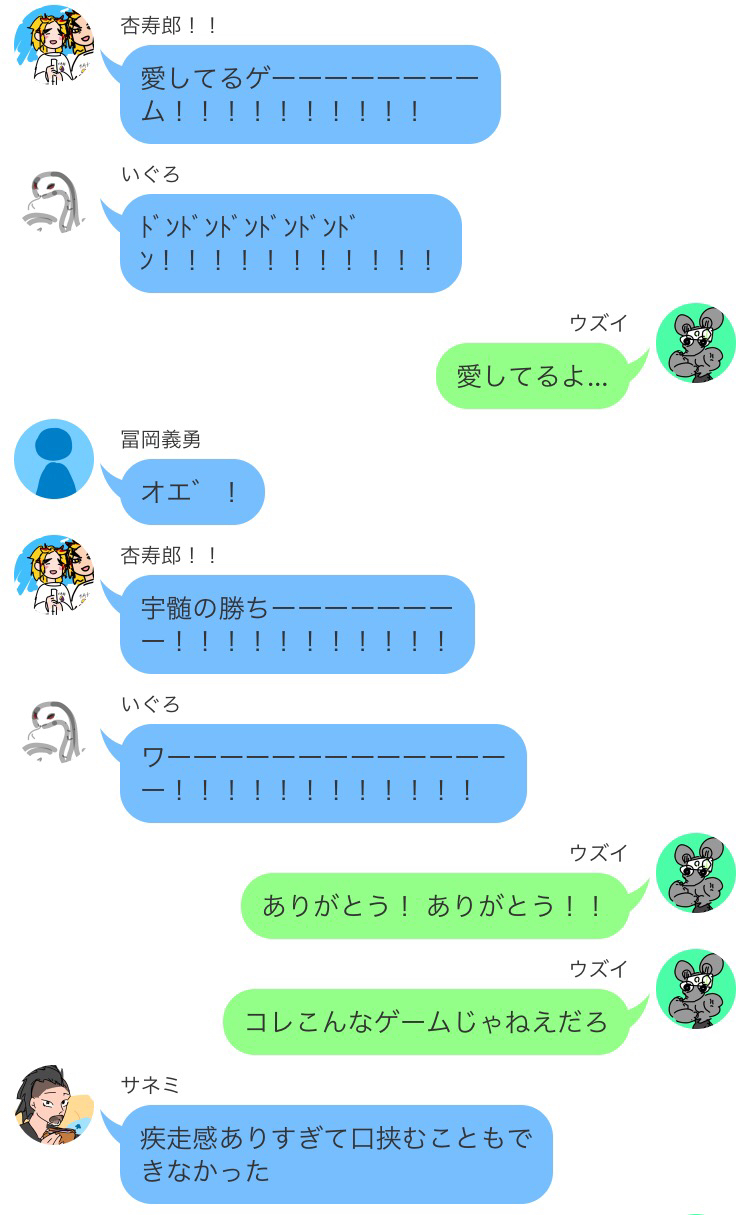 杏寿郎！！
愛してるゲーーーーーーーー
ム！！！！！！！！！！
いぐろ
ﾄﾞﾝﾄﾞﾝﾄﾞﾝﾄﾞﾝﾄﾞ
ﾝ！！！！！！！！！！！
ウズイ
愛してるよ…
冨岡義勇
オエ゛！
杏寿郎！！
宇髄の勝ちーーーーーーー
ー！！！！！！！！！！！
いぐろ
ワーーーーーーーーーーーーー
ー！！！！！！！！！！！！
ウズイ
ありがとう！ ありがとう！！
ウズイ
コレこんなゲームじゃねえだろ
サネミ
疾走感ありすぎて口挟むこともで
きなかった